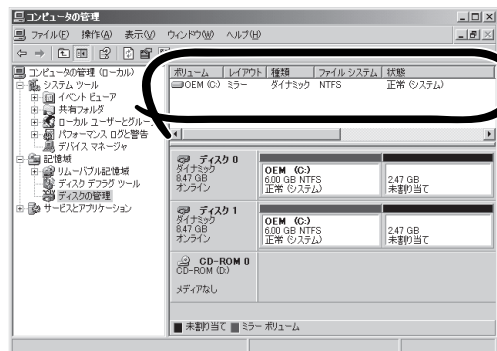 コンピュータの管理
ファイル(F) 操作(A) 表示(V) ウィンドウ(W) ヘルプ(H)
コンピュータの管理 (ローカル)
システム ツール
イベント ビューア
共有フォルダ
ローカル ユーザーとグルー
パフォーマンス ログと警告
デバイス マネージャ
記憶域
リムーバブル記憶域
ディスク デフラグ ツール
ディスクの管理
サービスとアプリケーション
ボリューム レイアウト 種類 ファイル システム 状態
OEM (C:) ミラー ダイナミック NTFS 正常 (システム)
ディスク 0
ダイナミック
8.47 GB
オンライン
OEM (C:)
6.00 GB NTFS
正常 (システム)
2.47 GB
未割り当て
ディスク 1
ダイナミック
8.47 GB
オンライン
OEM (C:)
6.00 GB NTFS
正常 (システム)
2.47 GB
未割り当て
CD-ROM 0
CD-ROM (D:)
メディアなし
未割り当て ミラー ボリューム